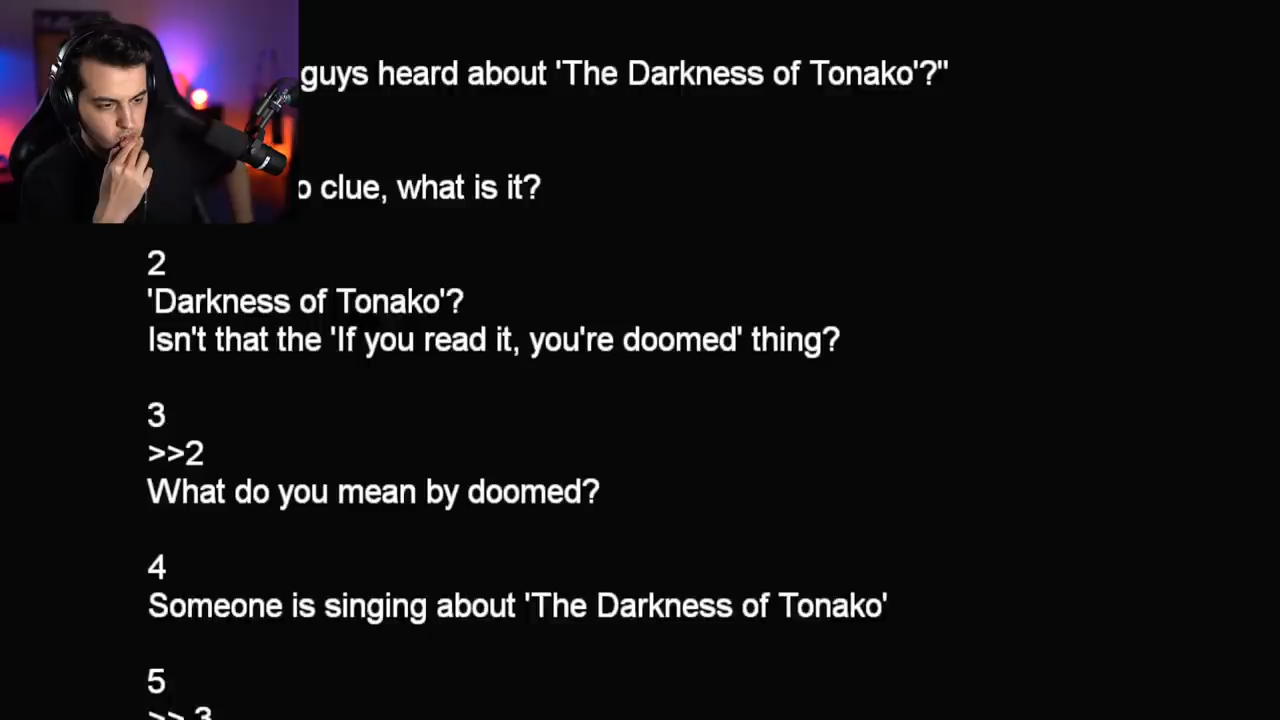 guys heard about 'The Darkness of Tonako'?"
clue, what is it?
2
'Darkness of Tonako'?
Isn't that the 'If you read it, you're doomed' thing?
3
>>2
What do you mean by doomed?
4
Someone is singing about 'The Darkness of Tonako'
5
>> 3